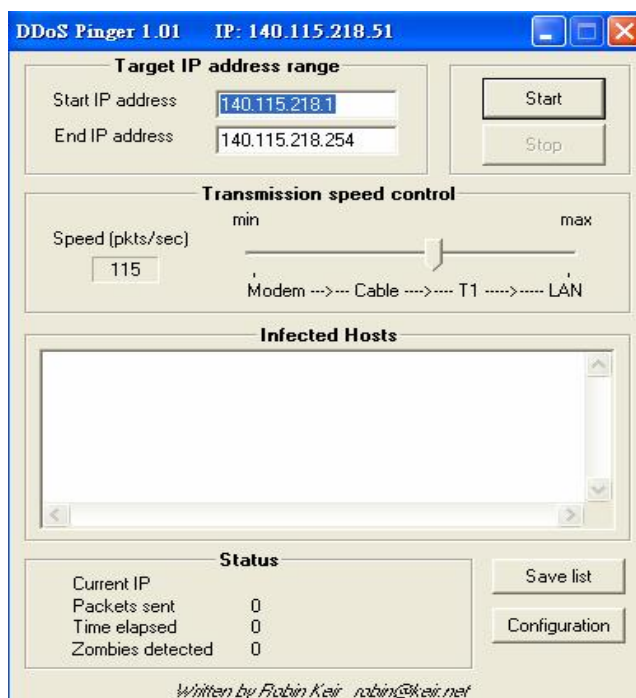 DDoS Pinger 1.01 IP: 140.115.218.51
Target IP address range
Start IP address 140.115.218.1
End IP address 140.115.218.254
Start
Stop
Transmission speed control
Speed (pkts/sec)
115
min max
Modem --->--- Cable ---->---- T1 ----->----- LAN
Infected Hosts
Status
Current IP
Packets sent 0
Time elapsed 0
Zombies detected 0
Save list
Configuration
Written by Robin Keir robin@keir.net